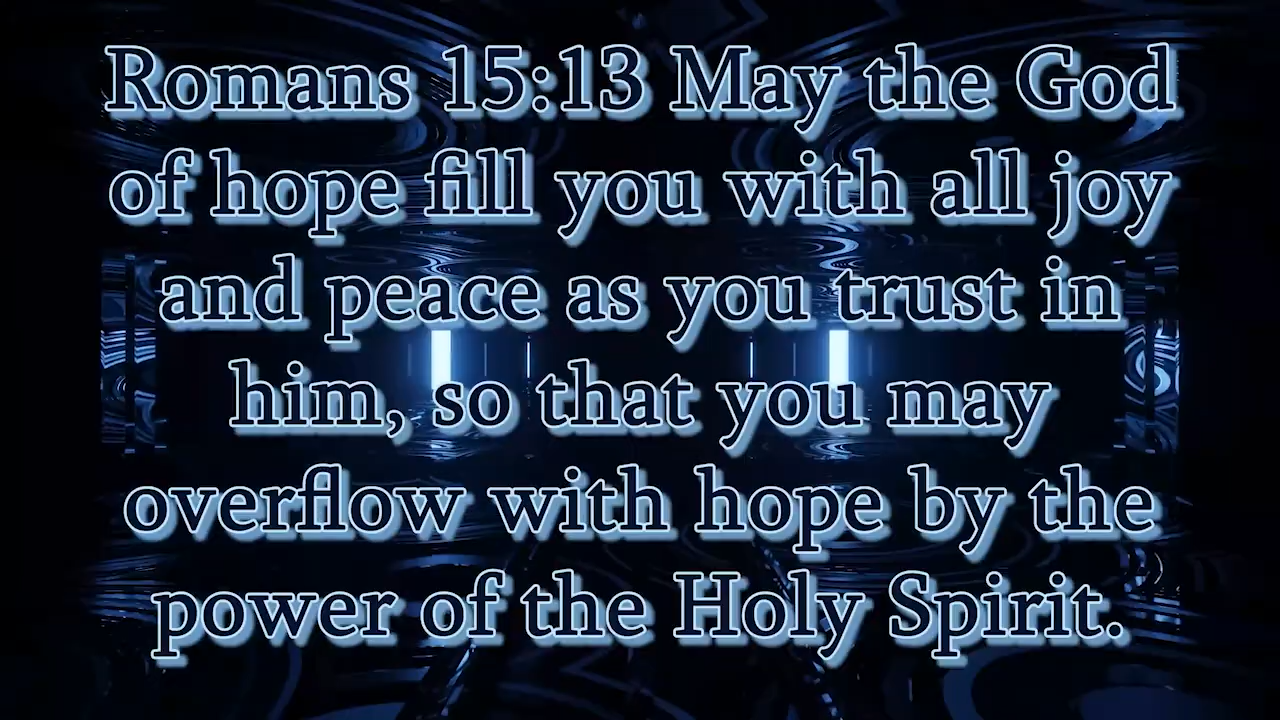 Romans 15:13 May the God
of hope fill you with all joy
and peace as you trust in
him, so that you may
overflow with hope by the
power of the Holy Spirit.